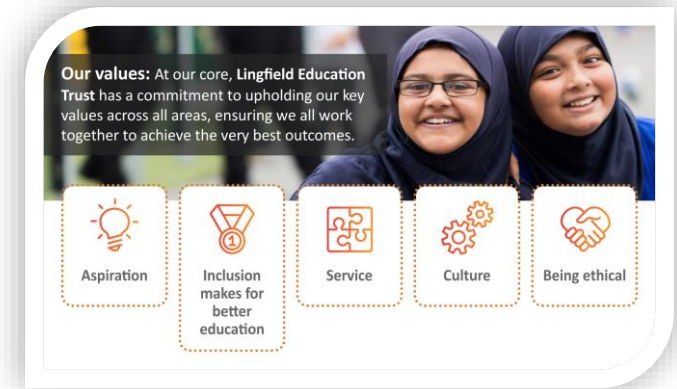 Our values: At our core, Lingfield Education
Trust has a commitment to upholding our key
values across all areas, ensuring we all work
together to achieve the very best outcomes.
Aspiration
Inclusion
makes for
better
education
Service
Culture
Being ethical
1